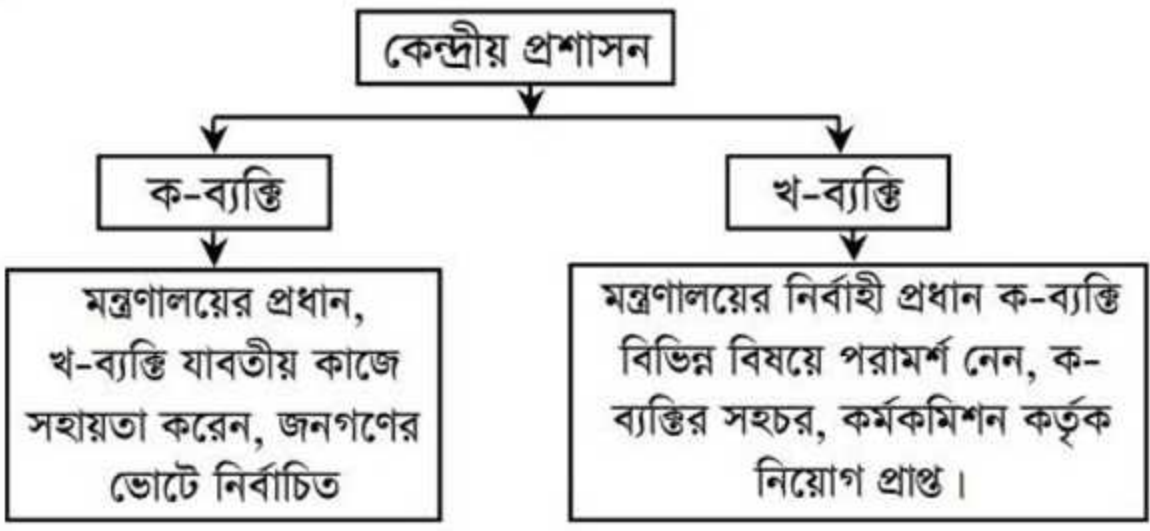 কেন্দ্রীয় প্রশাসন
ক-ব্যক্তি
খ-ব্যক্তি
মন্ত্রণালয়ের প্রধান,
খ-ব্যক্তি যাবতীয় কাজে
সহায়তা করেন, জনগণের
ভোটে নির্বাচিত
মন্ত্রণালয়ের নির্বাহী প্রধান ক-ব্যক্তি
বিভিন্ন বিষয়ে পরামর্শ নেন, ক-
ব্যক্তির সহচর, কর্মকমিশন কর্তৃক
নিয়োগ প্রাপ্ত।